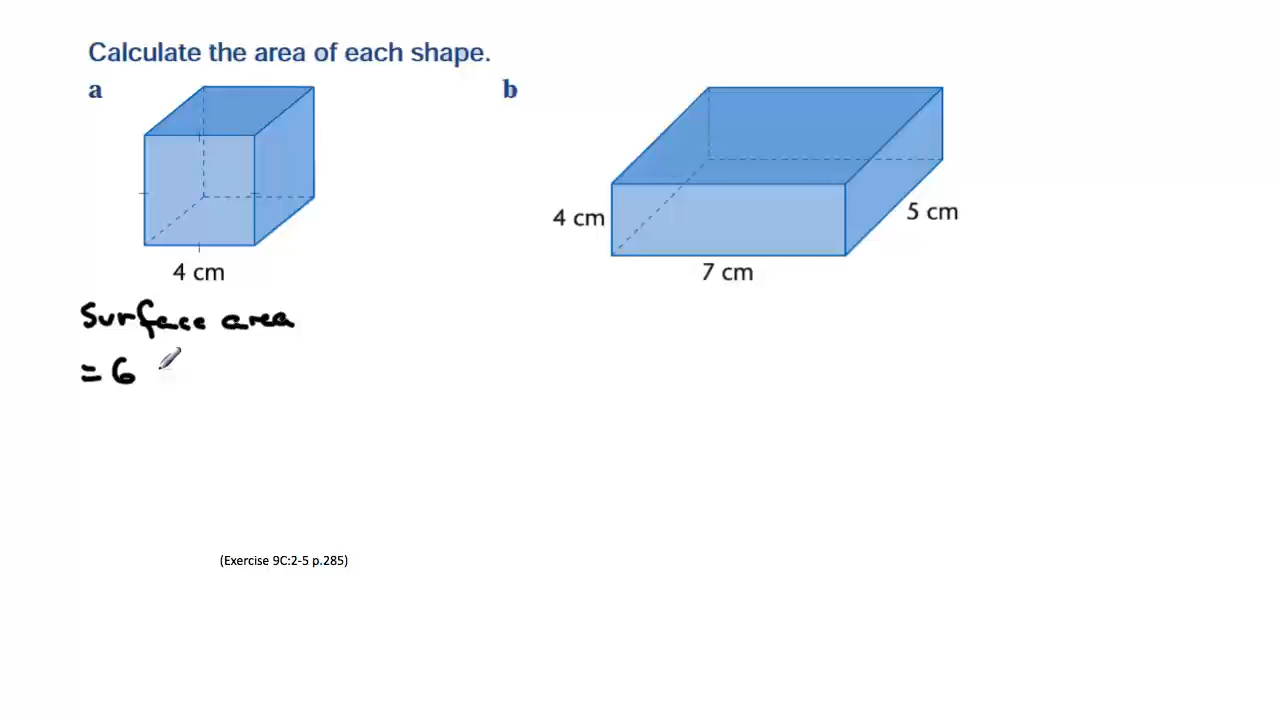 Calculate the area of each shape.
a
b
4 cm
5 cm
4 cm
7 cm
Surface area
= 6
(Exercise 9C:2-5 p.285)